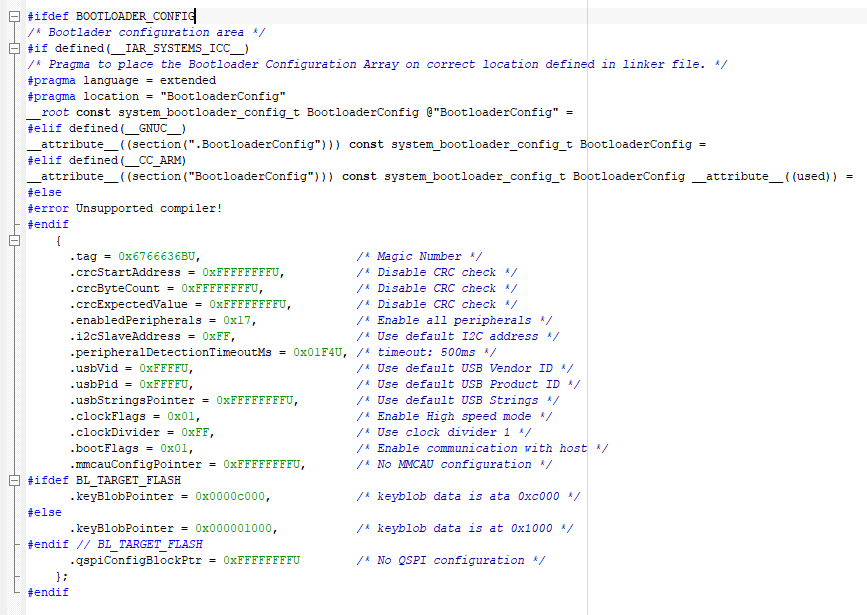 #ifdef BOOTLOADER_CONFIG
/* Bootlader configuration area */
#if defined(__IAR_SYSTEMS_ICC__)
/* Pragma to place the Bootloader Configuration Array on correct location defined in linker file. */
#pragma language = extended
#pragma location = "BootloaderConfig"
__root const system_bootloader_config_t BootloaderConfig @"BootloaderConfig" =
#elif defined(__GNUC__)
__attribute__((section(".BootloaderConfig"))) const system_bootloader_config_t BootloaderConfig =
#elif defined(__CC_ARM)
__attribute__((section("BootloaderConfig"))) const system_bootloader_config_t BootloaderConfig __attribute__((used)) =
#else
#error Unsupported compiler!
#endif
    {
      .tag = 0x6766636BU,                      /* Magic Number */
      .crcStartAddress = 0xFFFFFFFFU,          /* Disable CRC check */
      .crcByteCount = 0xFFFFFFFFU,             /* Disable CRC check */
      .crcExpectedValue = 0xFFFFFFFFU,         /* Disable CRC check */
      .enabledPeripherals = 0x17,              /* Enable all peripherals */
      .i2cSlaveAddress = 0xFF,                 /* Use default I2C address */
      .peripheralDetectionTimeoutMs = 0x01F4U, /* timeout: 500ms */
      .usbVid = 0xFFFFU,                       /* Use default USB Vendor ID */
      .usbPid = 0xFFFFU,                       /* Use default USB Product ID */
      .usbStringsPointer = 0xFFFFFFFFU,        /* Use default USB Strings */
      .clockFlags = 0x01,                      /* Enable High speed mode */
      .clockDivider = 0xFF,                    /* Use clock divider 1 */
      .bootFlags = 0x01,                       /* Enable communication with host */
      .mmcauConfigPointer = 0xFFFFFFFFU,       /* No MMCAU configuration */
#ifdef BL_TARGET_FLASH
      .keyBlobPointer = 0x0000c000,            /* keyblob data is ata 0xc000 */
#else
      .keyBlobPointer = 0x000001000,           /* keyblob data is at 0x1000 */
#endif // BL_TARGET_FLASH
      .qspiConfigBlockPtr = 0xFFFFFFFFU        /* No QSPI configuration */
    };
#endif